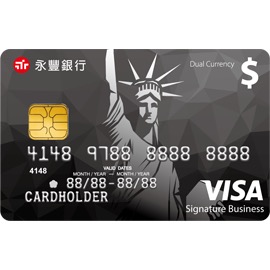 永豐銀行
Dual Currency
$
4148 9788 8888 8888
4148
VALID DATES
MONTH/YEAR — MONTH/YEAR
88/88-88/88
CARDHOLDER
VISA
Signature Business